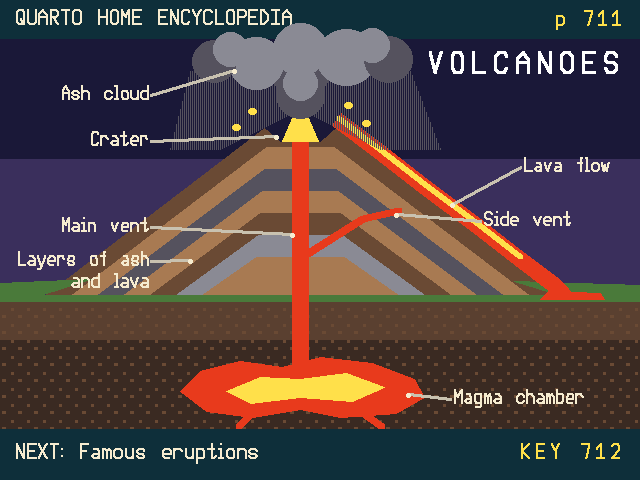 QUARTO HOME ENCYCLOPEDIA
p 711
VOLCANOES
Ash cloud
Crater
Lava flow
Side vent
Main vent
Layers of ash
and lava
Magma chamber
NEXT: Famous eruptions
KEY 712